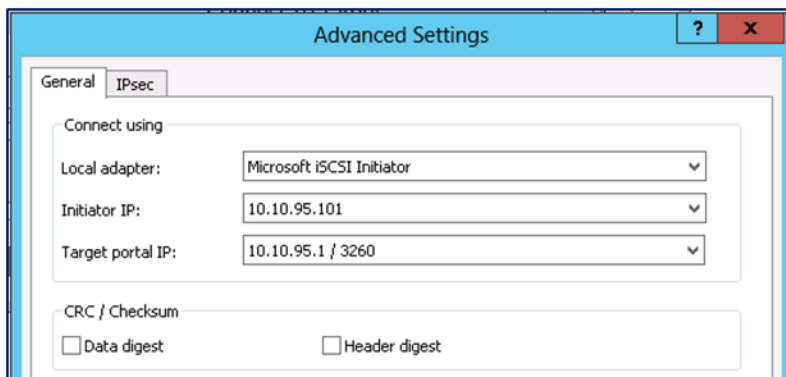 Advanced Settings
? x
General IPsec
Connect using
Local adapter: Microsoft iSCSI Initiator
Initiator IP: 10.10.95.101
Target portal IP: 10.10.95.1 / 3260
CRC / Checksum
Data digest Header digest